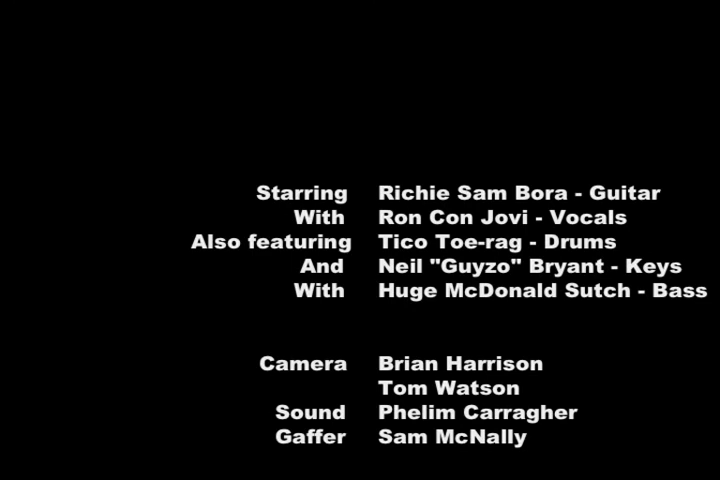 Starring Richie Sam Bora - Guitar
With Ron Con Jovi - Vocals
Also featuring Tico Toe-rag - Drums
And Neil "Guyzo" Bryant - Keys
With Huge McDonald Sutch - Bass
Camera Brian Harrison
Tom Watson
Sound Phelim Carragher
Gaffer Sam McNally